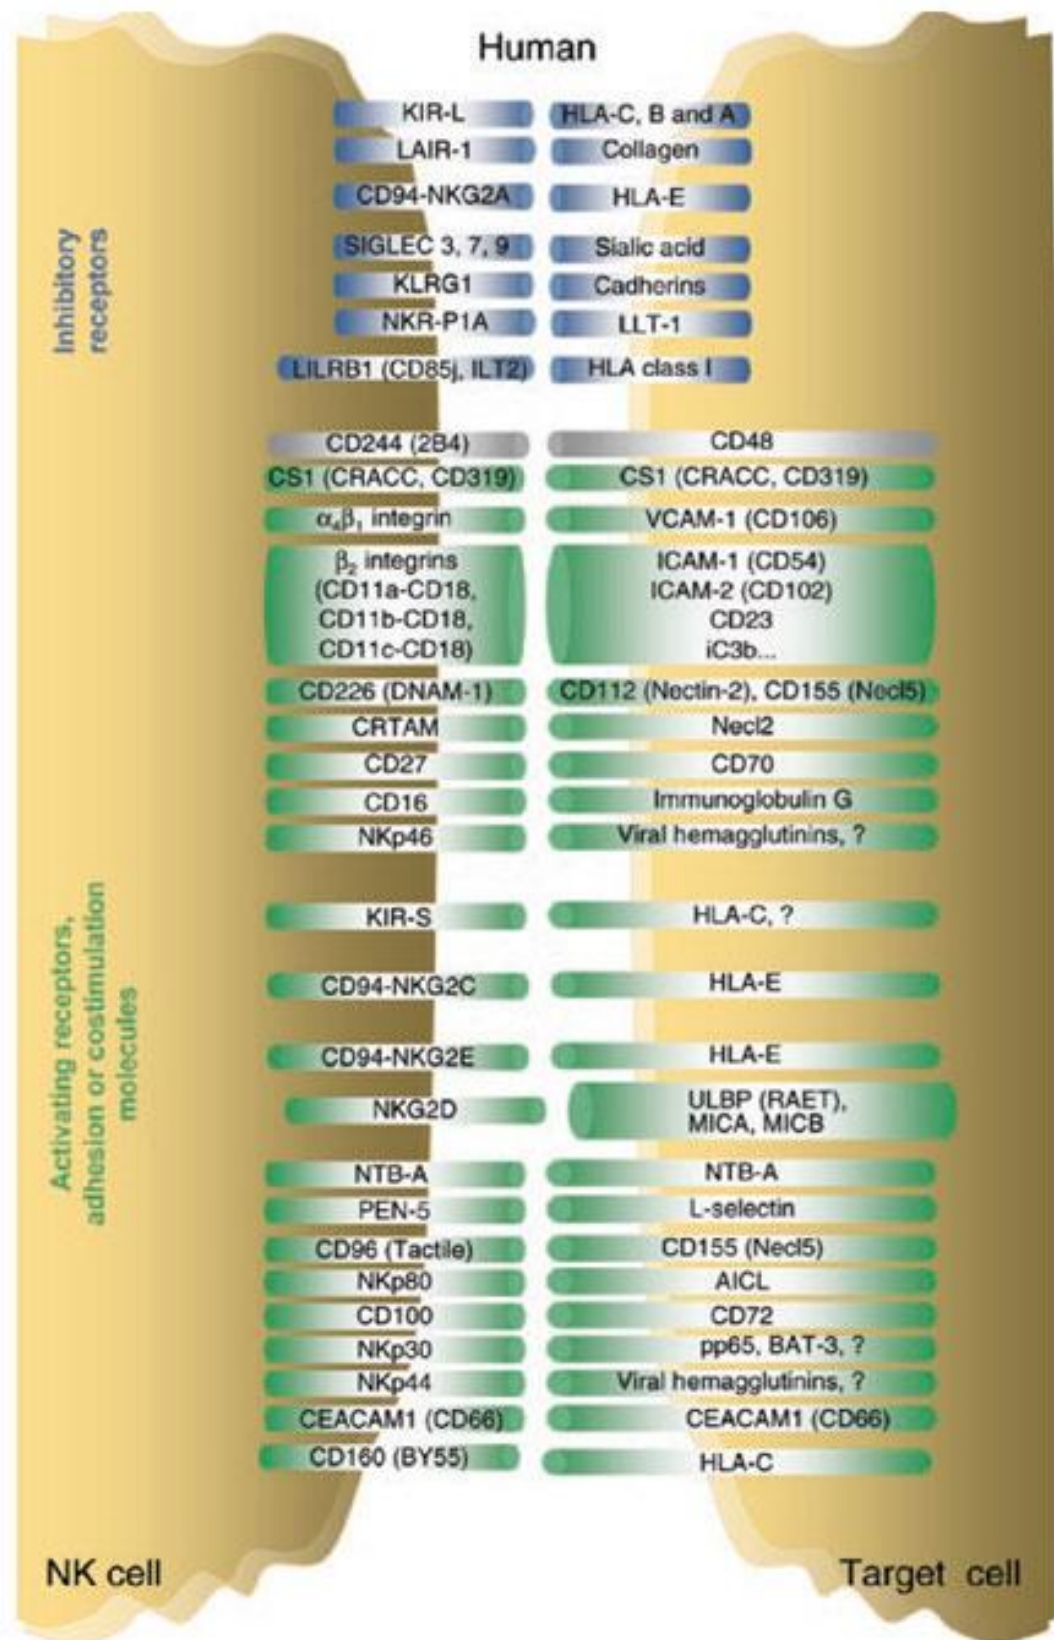 Human
KIR-L HLA-C, B and A
LAIR-1 Collagen
CD94-NKG2A HLA-E
SIGLEC 3, 7, 9 Sialic acid
KLRG1 Cadherins
NKR-P1A LLT-1
LILRB1 (CD85j, ILT2) HLA class I
Inhibitory
receptors
CD244 (2B4) CD48
CS1 (CRACC, CD319) CS1 (CRACC, CD319)
α₄β₁ integrin VCAM-1 (CD106)
β₂ integrins ICAM-1 (CD54)
(CD11a-CD18, ICAM-2 (CD102)
CD11b-CD18, CD23
CD11c-CD18) iC3b...
CD226 (DNAM-1) CD112 (Nectin-2), CD155 (Necl5)
CRTAM Necl2
CD27 CD70
CD16 Immunoglobulin G
NKp46 Viral hemagglutinins, ?
KIR-S HLA-C, ?
CD94-NKG2C HLA-E
CD94-NKG2E HLA-E
NKG2D ULBP (RAET),
MICA, MICB
NTB-A NTB-A
PEN-5 L-selectin
CD96 (Tactile) CD155 (Necl5)
NKp80 AICL
CD100 CD72
NKp30 pp65, BAT-3, ?
NKp44 Viral hemagglutinins, ?
CEACAM1 (CD66) CEACAM1 (CD66)
CD160 (BY55) HLA-C
Activating receptors,
adhesion or costimulation
molecules
NK cell Target cell